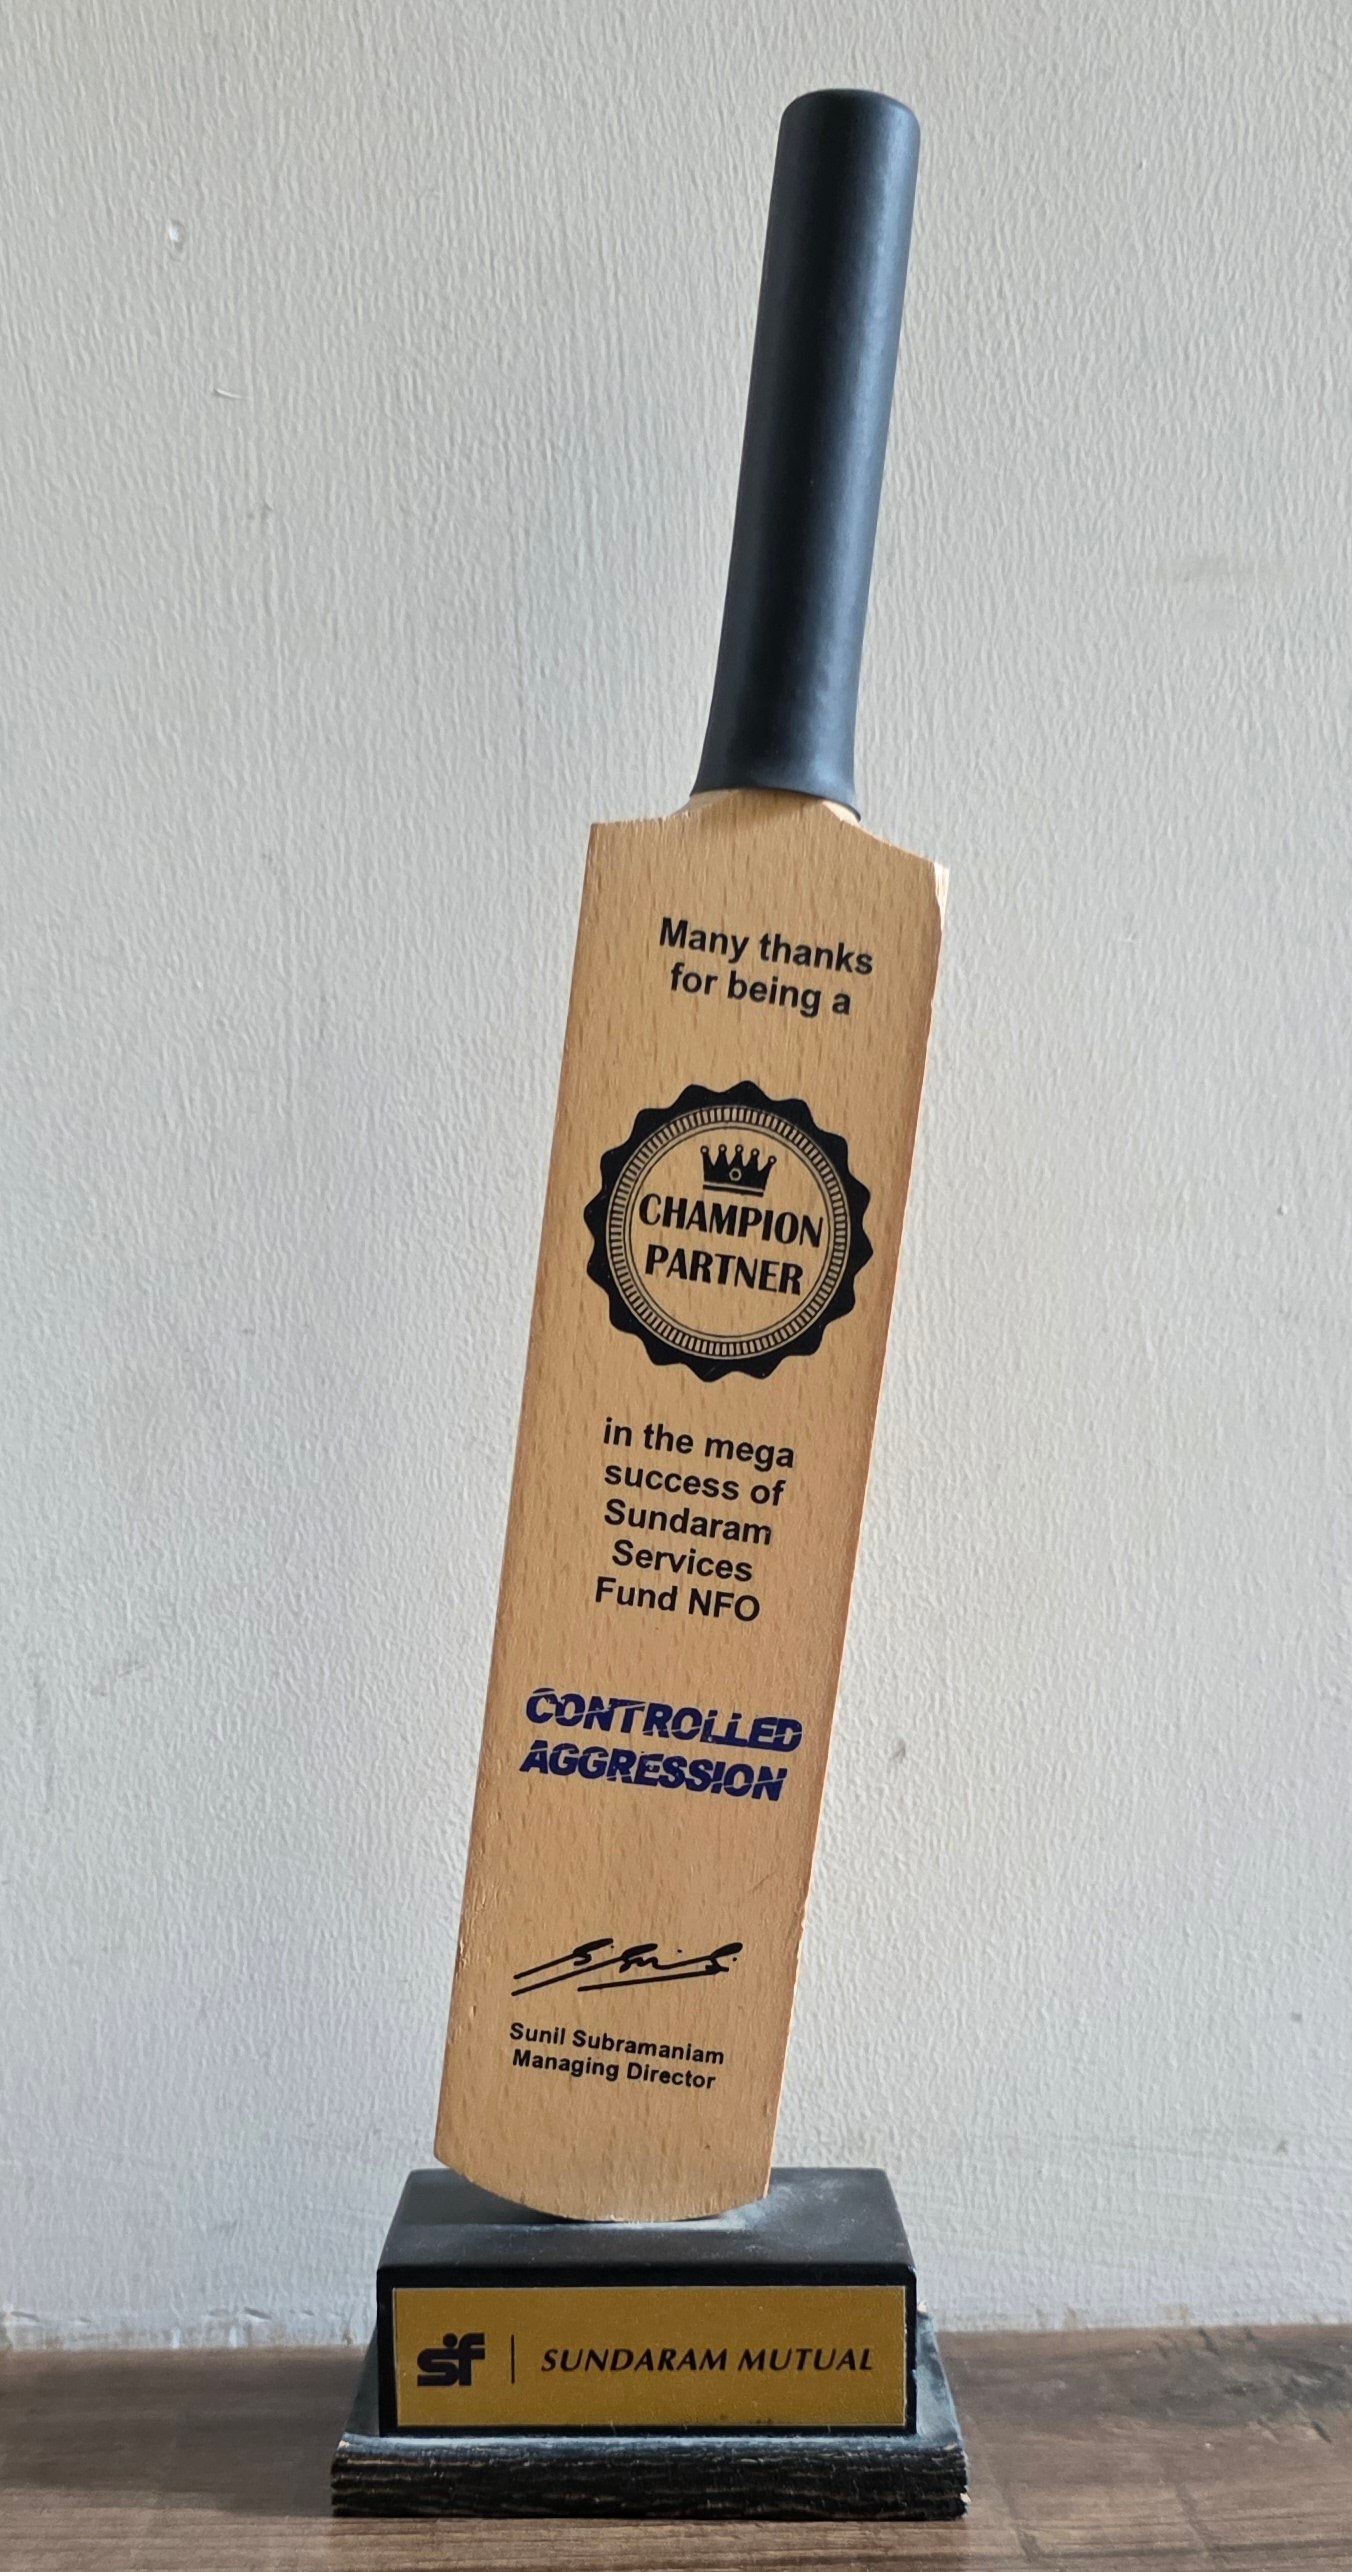 Many thanks
for being a
CHAMPION
PARTNER
in the mega
success of
Sundaram
Services
Fund NFO
CONTROLLED
AGGRESSION
Sunil Subramaniam
Managing Director
sf | SUNDARAM MUTUAL